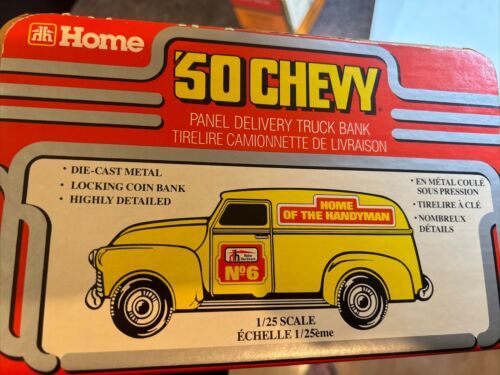 Home
'50 CHEVY
PANEL DELIVERY TRUCK BANK
TIRELIRE CAMIONNETTE DE LIVRAISON
• DIE-CAST METAL
• LOCKING COIN BANK
• HIGHLY DETAILED
• EN MÉTAL COULÉ
SOUS PRESSION
• TIRELIRE À CLÉ
• NOMBREUX
DÉTAILS
HOME
OF THE HANDYMAN
Home
Hardware
Nº6
1/25 SCALE
ÉCHELLE 1/25ème